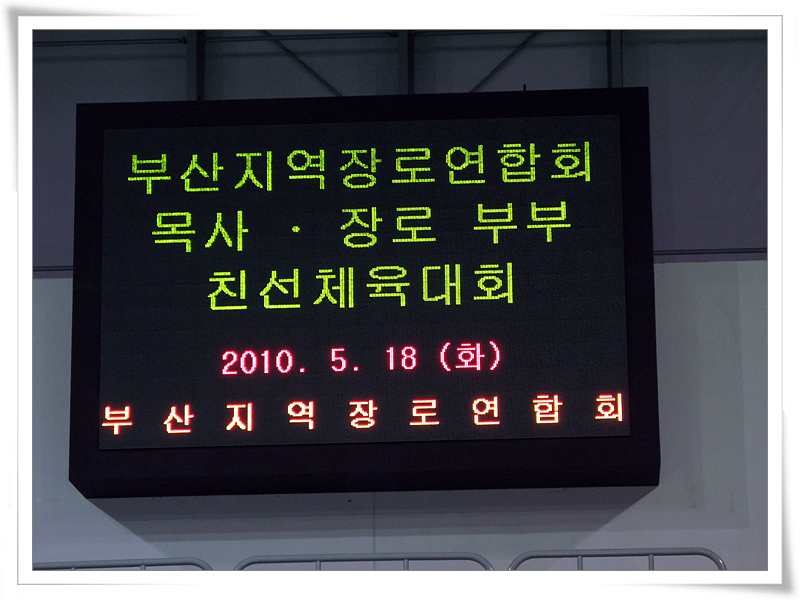 부산지역장로연합회
목사 · 장로 부부
친선체육대회
2010. 5. 18 (화)
부 산 지 역 장 로 연 합 회